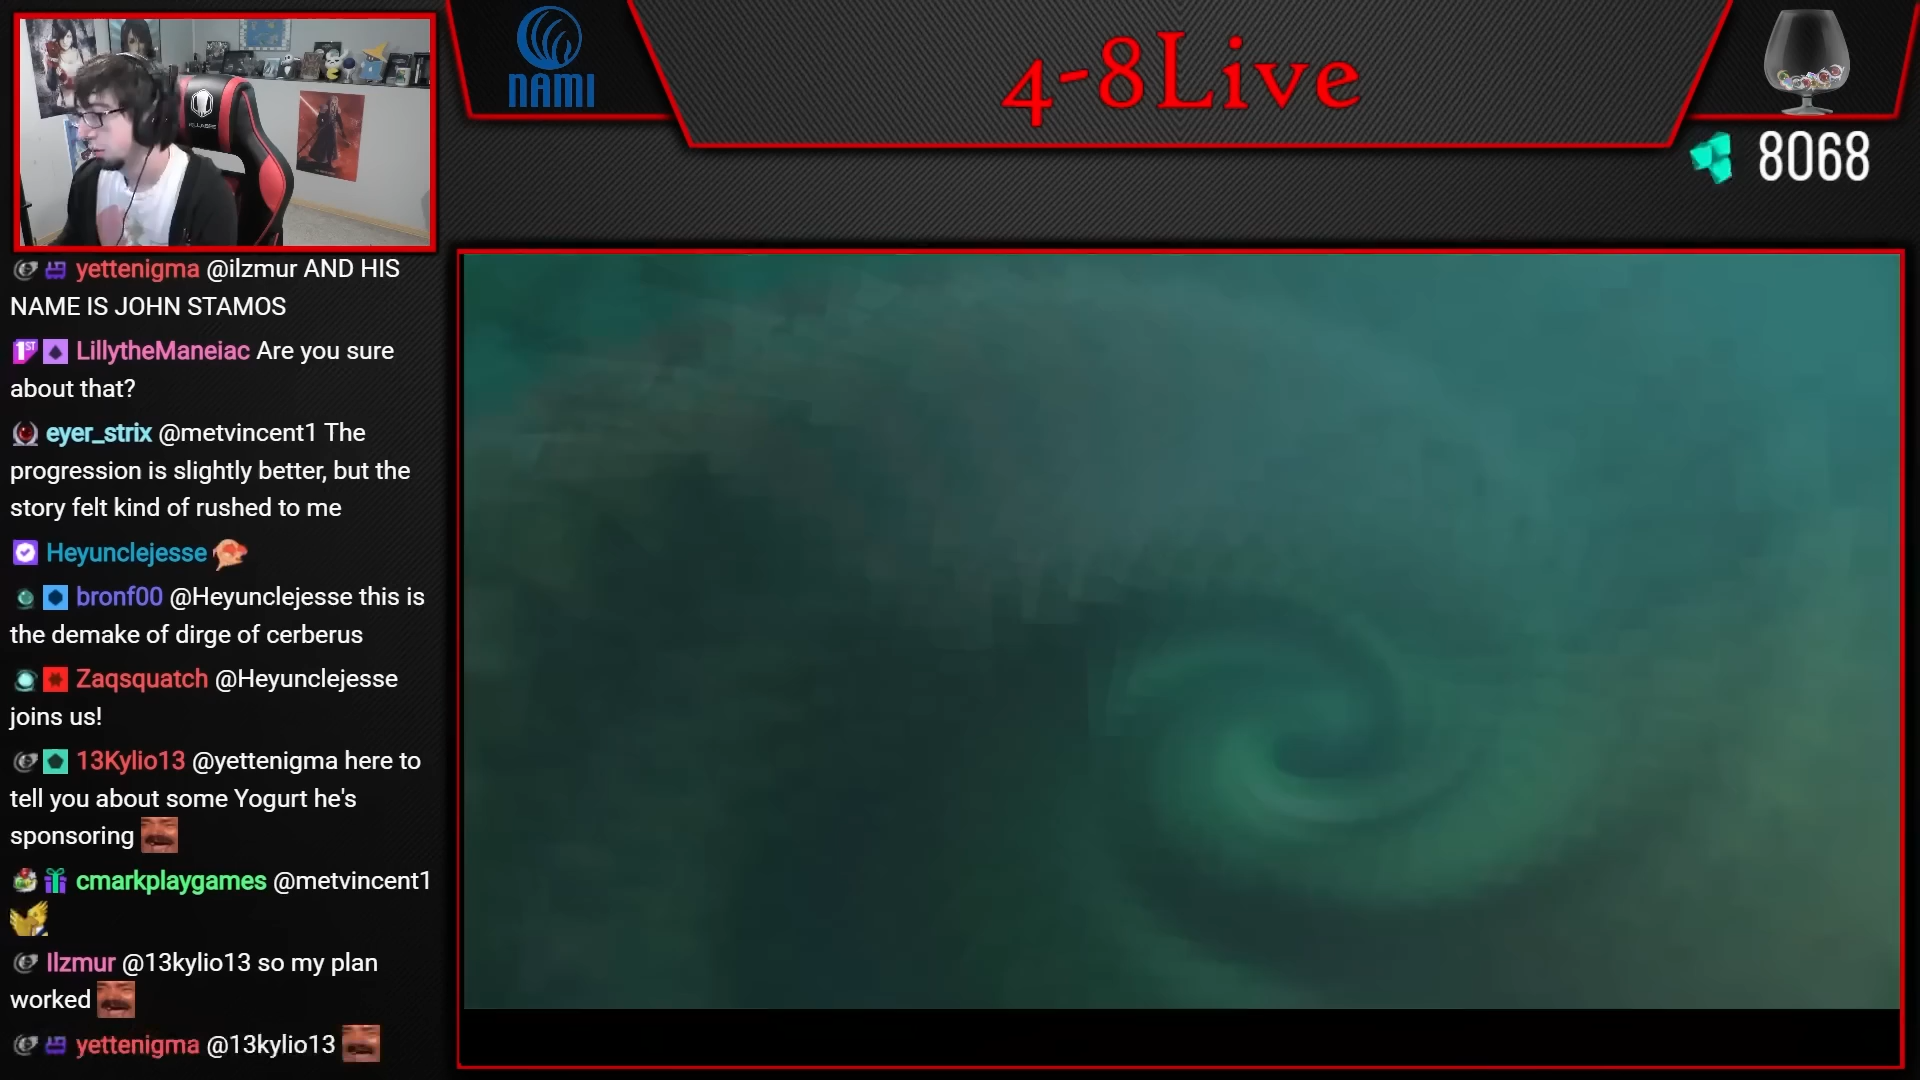 NAMI
4-8Live
8068
yettenigma @ilzmur AND HIS
NAME IS JOHN STAMOS
1ST LillytheManeiac Are you sure
about that?
eyer_strix @metvincent1 The
progression is slightly better, but the
story felt kind of rushed to me
Heyunclejesse
bronf00 @Heyunclejesse this is
the demake of dirge of cerberus
Zaqsquatch @Heyunclejesse
joins us!
13Kylio13 @yettenigma here to
tell you about some Yogurt he's
sponsoring
cmarkplaygames @metvincent1
Ilzmur @13kylio13 so my plan
worked
yettenigma @13kylio13